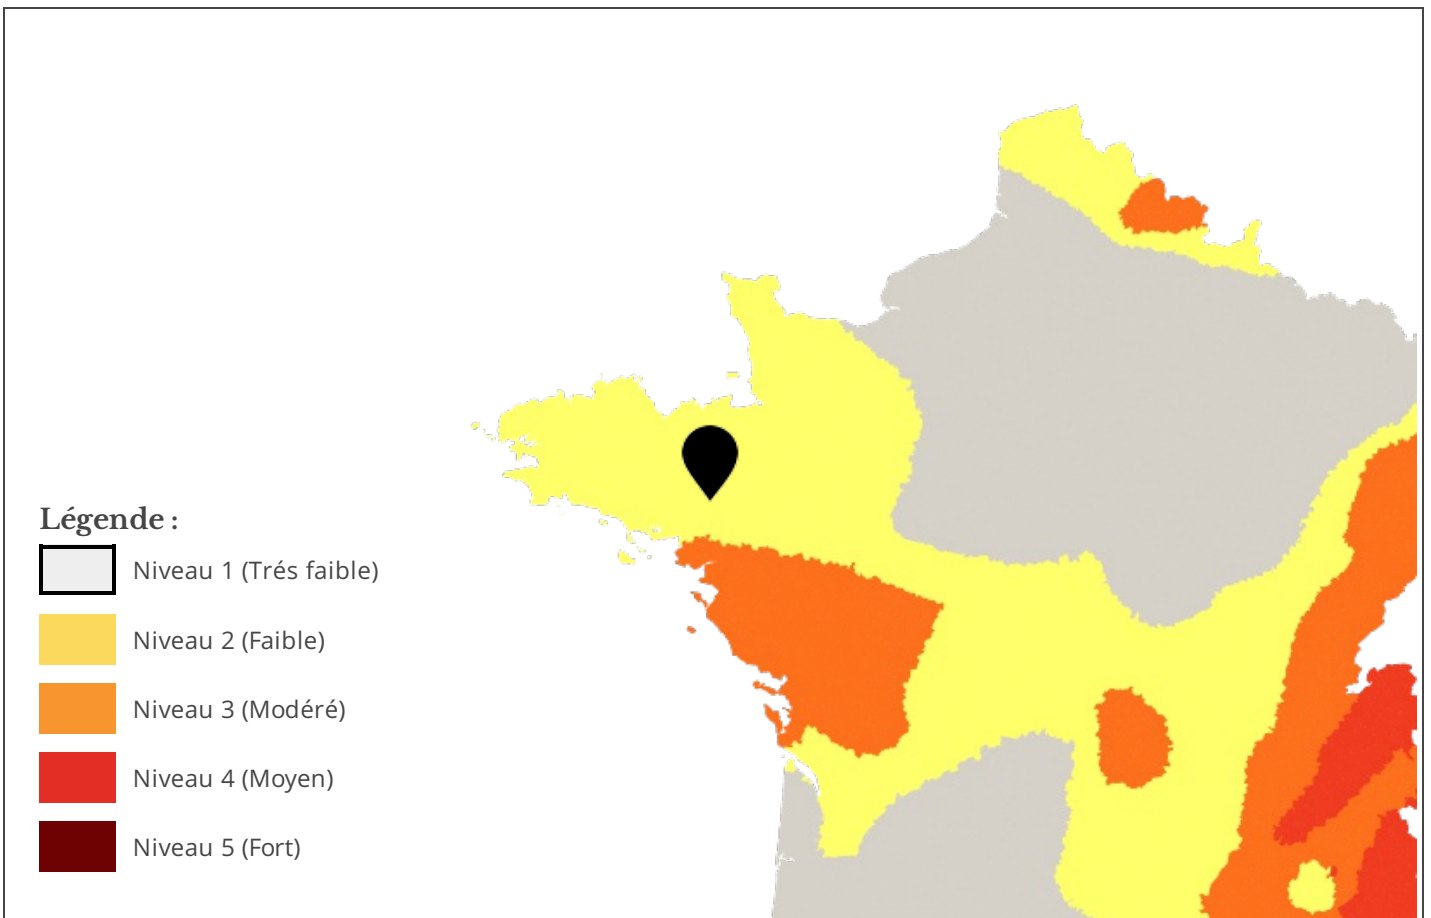 Légende :
Niveau 1 (Trés faible)
Niveau 2 (Faible)
Niveau 3 (Modéré)
Niveau 4 (Moyen)
Niveau 5 (Fort)